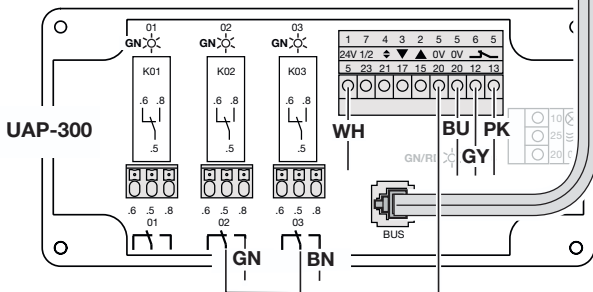 01 02 03
GN GN GN
1 7 4 3 2 5 5 6 5
24V 1/2 0V 0V
5 23 21 17 15 20 20 12 13
K01 K02 K03
.6 .8 .6 .8 .6 .8
.5 .5 .5
UAP-300
WH BU PK
GY
GN/RD
10
25
20 0
.6 .5 .8 .6 .5 .8 .6 .5 .8
01 02 03
BUS
GN BN